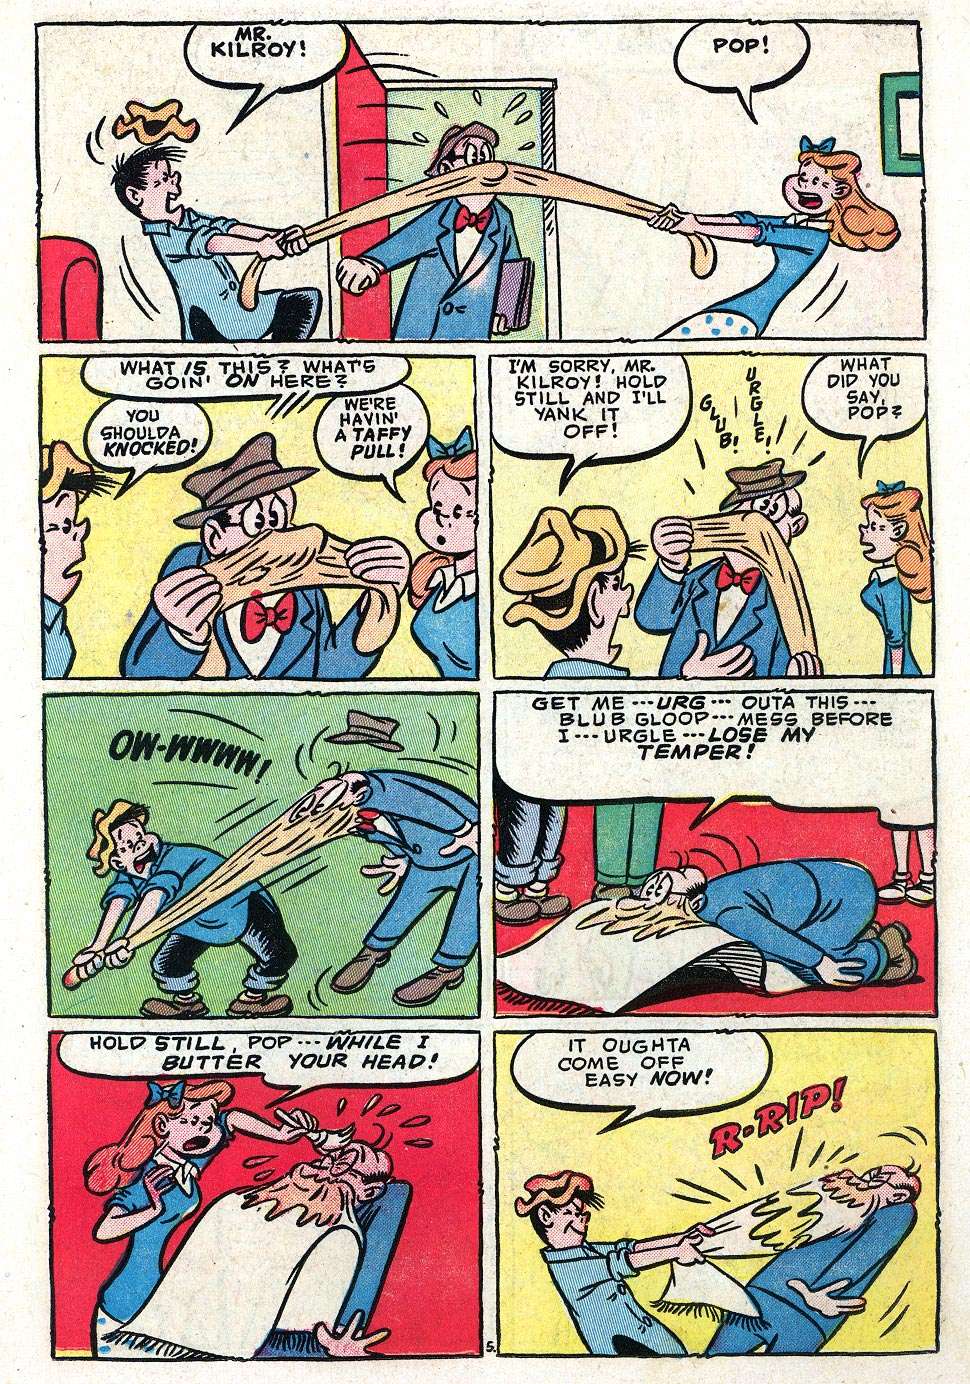 MR.
KILROY!
POP!
WHAT IS THIS? WHAT'S
GOIN' ON HERE?
YOU
SHOULDA
KNOCKED!
WE'RE
HAVIN'
A TAFFY
PULL!
I'M SORRY, MR.
KILROY! HOLD
STILL AND I'LL
YANK IT
OFF!
GLUB!
URGLE!
WHAT
DID YOU
SAY,
POP?
OW-WWWW!
GET ME---URG---OUTA THIS---
BLUB GLOOP---MESS BEFORE
I---URGLE---LOSE MY
TEMPER!
HOLD STILL, POP---WHILE I
BUTTER YOUR HEAD!
IT OUGHTA
COME OFF
EASY NOW!
R-RIP!
5.